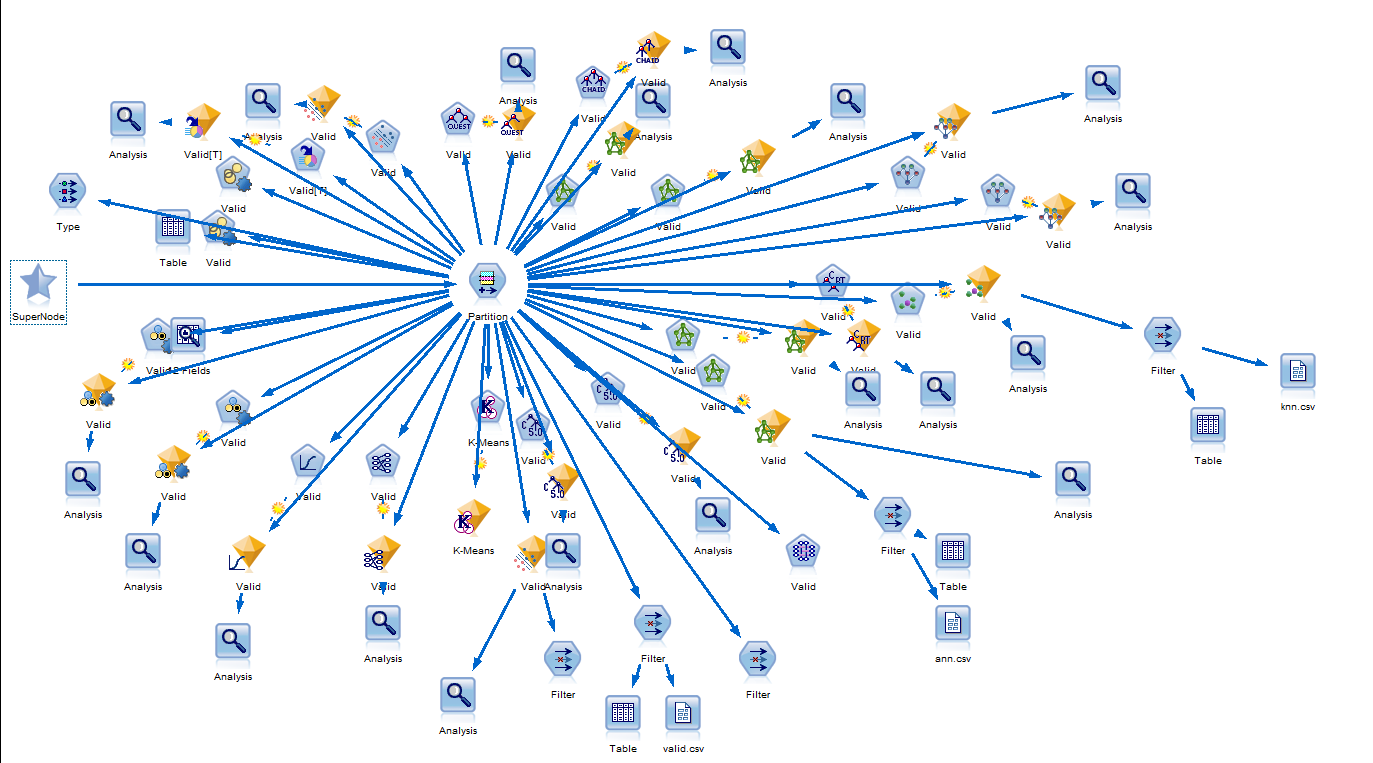 CHAID
Valid
Analysis
Analysis
CHAID
Valid
Analysis
Analysis
Valid
QUEST
Valid
QUEST
Valid
Analysis
Analysis
Analysis
Valid[T]
Valid
Valid[T]
Valid
Valid
Valid
Valid
Valid
Valid
Valid
Valid
Type
Valid
Valid
Analysis
Table
Valid
Valid
SuperNode
Partition
C RT
Valid
Valid
Valid
Valid
12 Fields
Valid
Valid
C RT
Valid
Analysis
Filter
knn.csv
Valid
Valid
C 5.0
Valid
Valid
Analysis
Analysis
K
K-Means
C 5.0
Valid
Valid
C 5.0
Valid
Table
Valid
Valid
Valid
Analysis
C 5.0
Valid
Analysis
K
K-Means
Analysis
Filter
Analysis
Valid
Valid
Valid
Analysis
Valid
Table
Analysis
Analysis
Filter
Filter
Filter
ann.csv
Analysis
Table
valid.csv